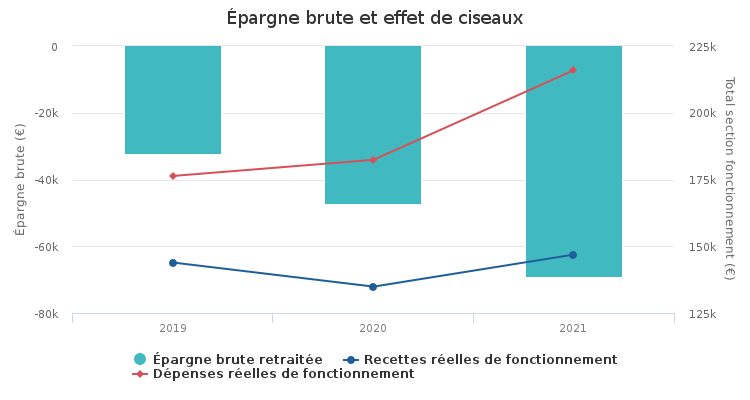 Épargne brute et effet de ciseaux
0
-20k
-40k
-60k
-80k
Épargne brute (€)
225k
200k
175k
150k
125k
Total section fonctionnement (€)
2019
2020
2021
Épargne brute retraitée
Recettes réelles de fonctionnement
Dépenses réelles de fonctionnement